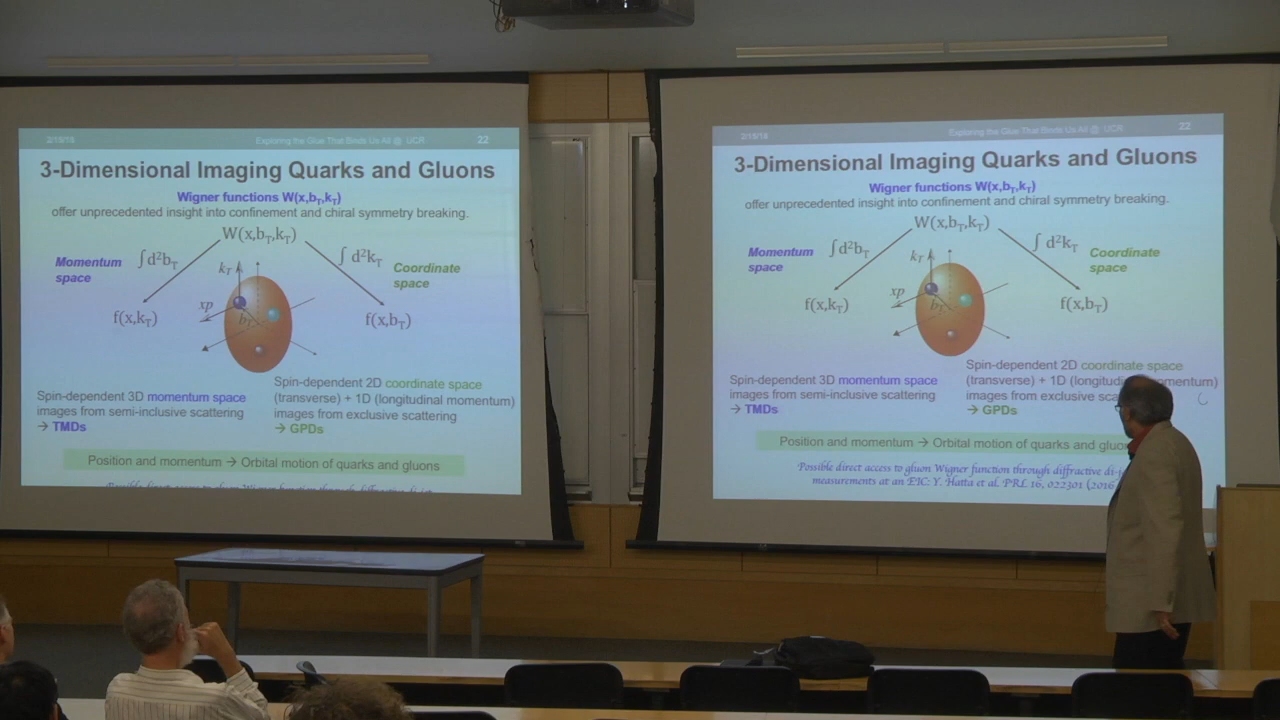 2/15/18 Exploring the Glue That Binds Us All @ UCR 22
3-Dimensional Imaging Quarks and Gluons
Wigner functions W(x,bT,kT)
offer unprecedented insight into confinement and chiral symmetry breaking.
W(x,bT,kT)
Momentum space
∫d²bT
∫d²kT
Coordinate space
kT
xp
bT
f(x,kT)
f(x,bT)
Spin-dependent 3D momentum space
images from semi-inclusive scattering
→ TMDs
Spin-dependent 2D coordinate space
(transverse) + 1D (longitudinal momentum)
images from exclusive scattering
→ GPDs
Position and momentum → Orbital motion of quarks and gluons
2/15/18 Exploring the Glue That Binds Us All @ UCR 22
3-Dimensional Imaging Quarks and Gluons
Wigner functions W(x,bT,kT)
offer unprecedented insight into confinement and chiral symmetry breaking.
W(x,bT,kT)
Momentum space
∫d²bT
∫d²kT
Coordinate space
kT
xp
bT
f(x,kT)
f(x,bT)
Spin-dependent 3D momentum space
images from semi-inclusive scattering
→ TMDs
Spin-dependent 2D coordinate space
(transverse) + 1D (longitudinal momentum)
images from exclusive
→ GPDs
Position and momentum → Orbital motion of quarks and
Possible direct access to gluon Wigner function through diffractive
measurements at an EIC: Y. Hatta et al. PRL 16, 022301 (2016